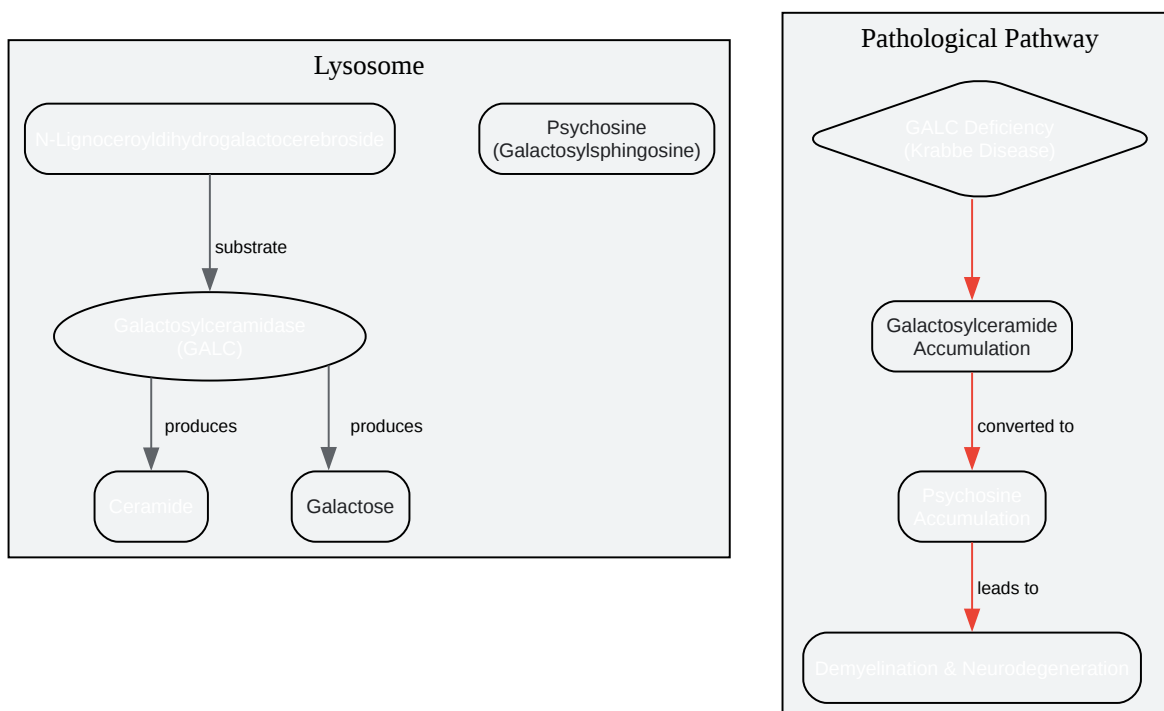 Lysosome
N-Lignoceroyldihydrogalactocerebroside
Psychosine
(Galactosylsphingosine)
substrate
Galactosylceramidase
(GALC)
produces
produces
Ceramide
Galactose
Pathological Pathway
GALC Deficiency
(Krabbe Disease)
Galactosylceramide
Accumulation
converted to
Psychosine
Accumulation
leads to
Demyelination & Neurodegeneration